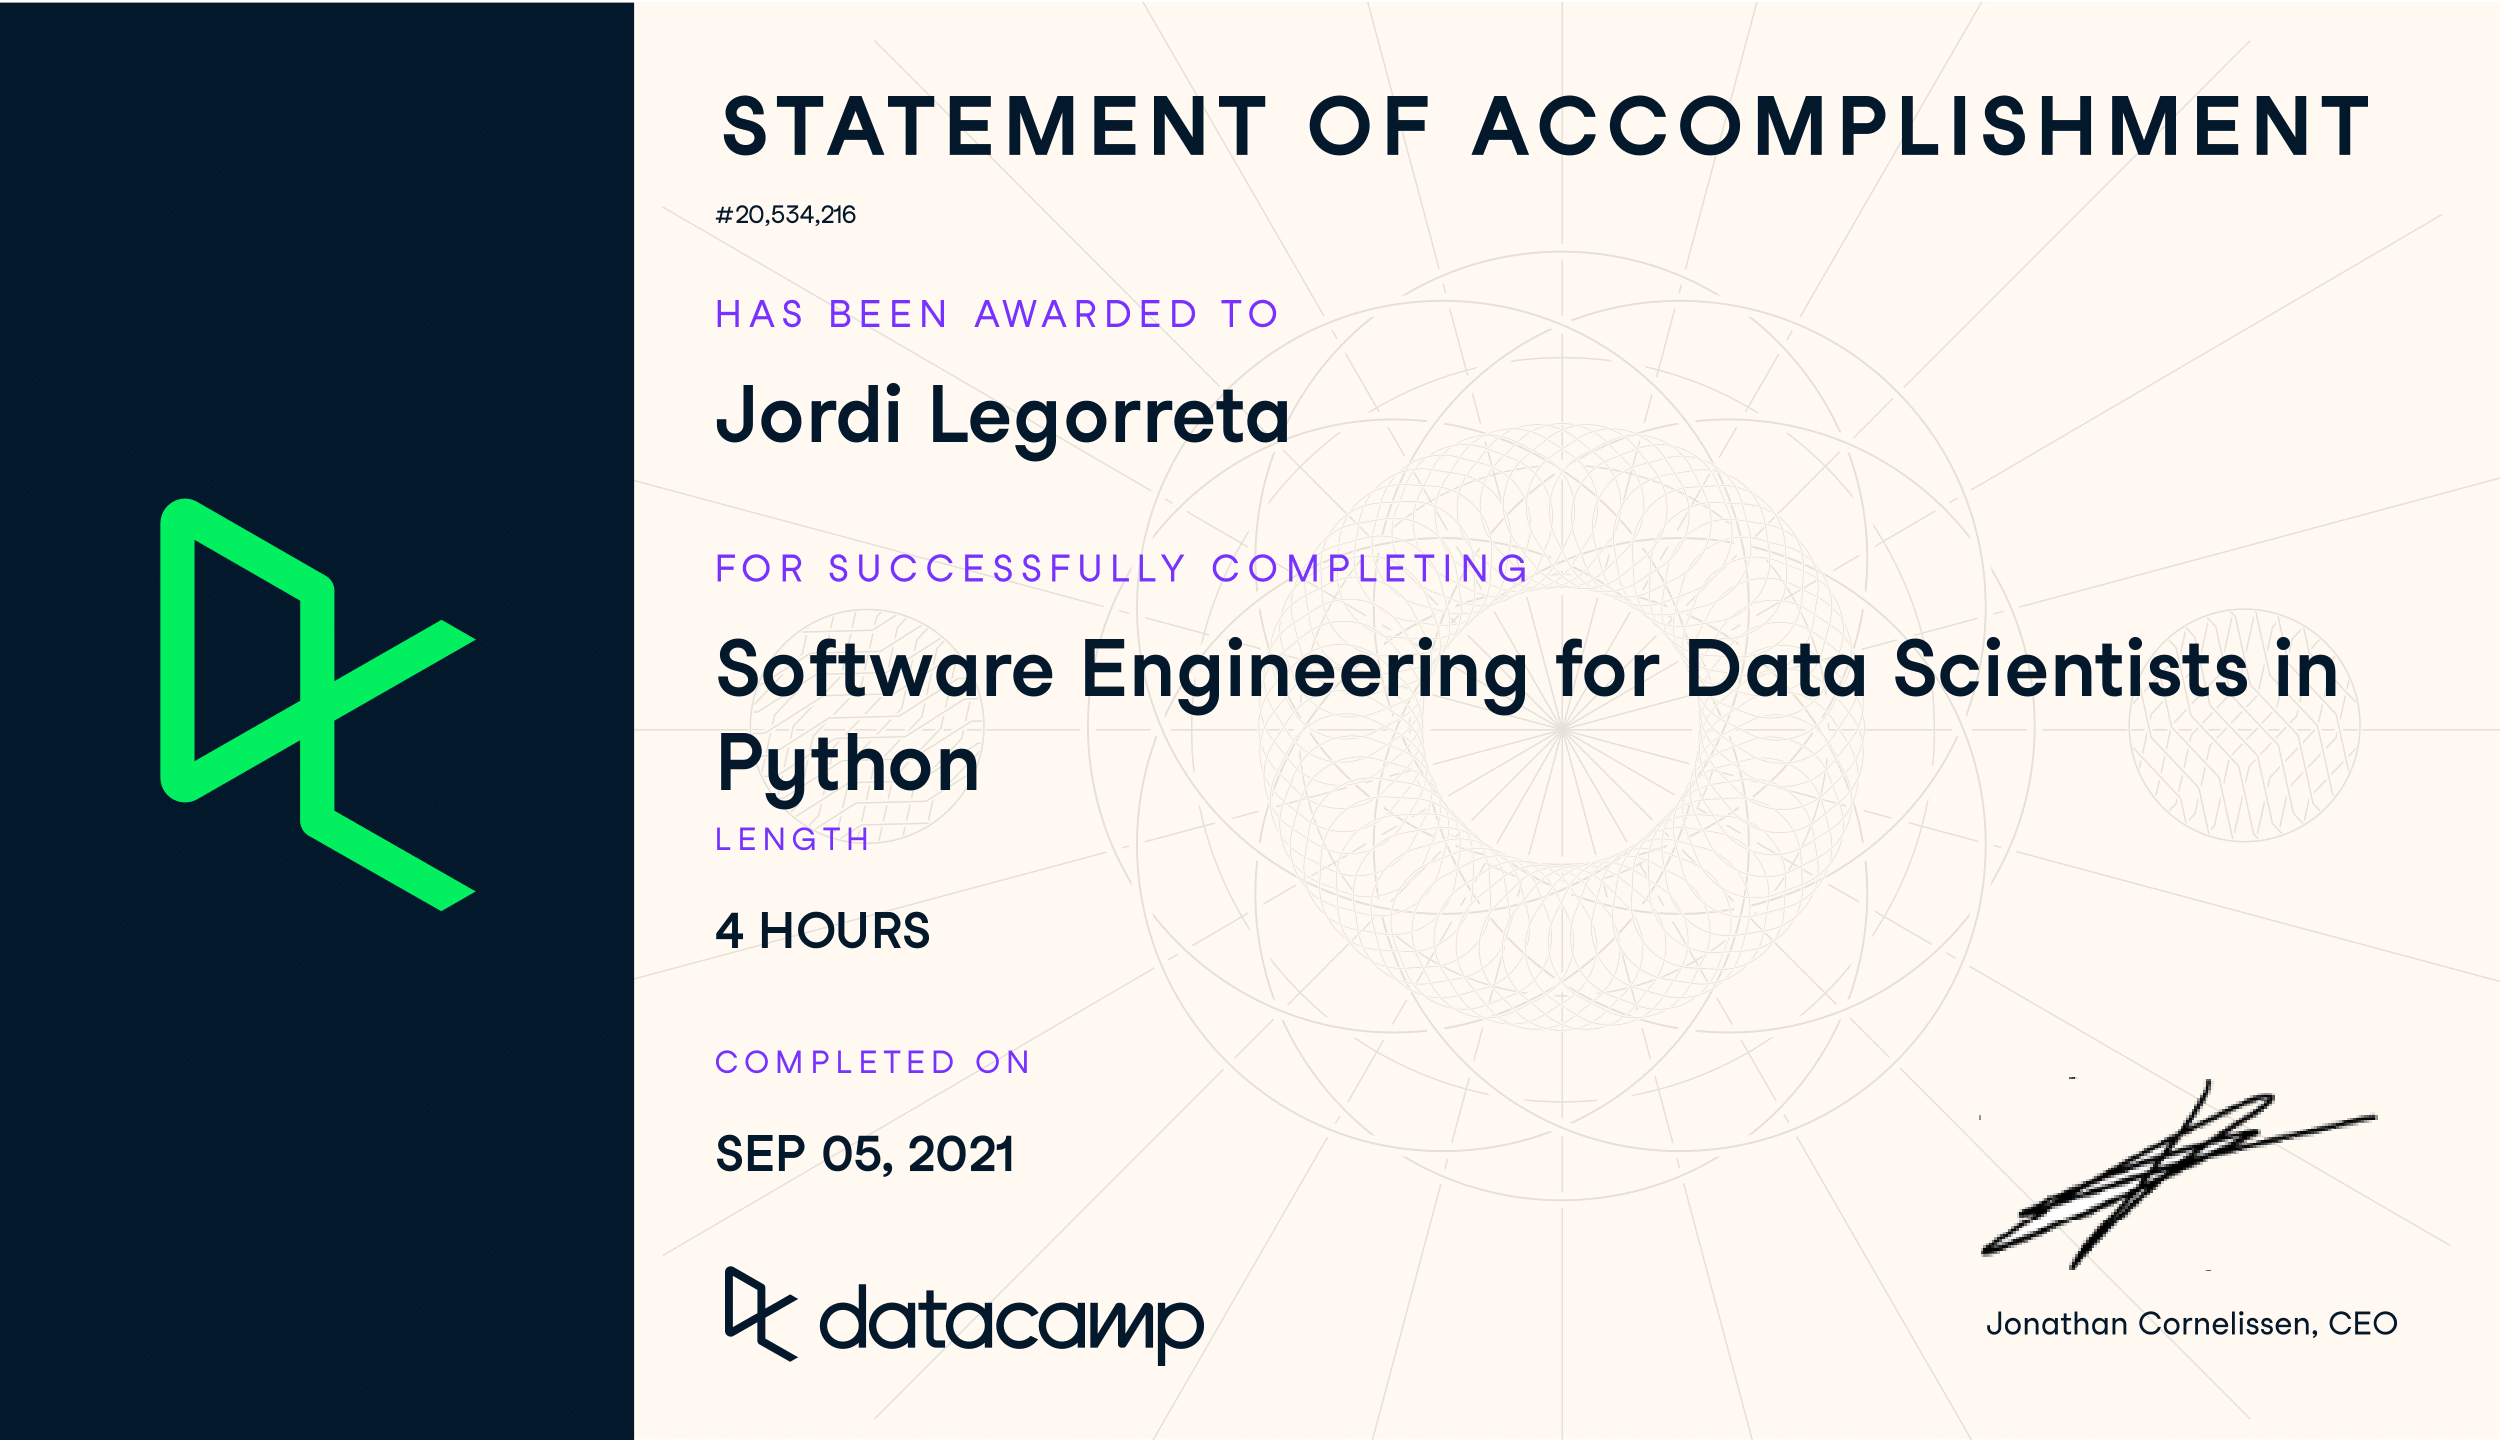 STATEMENT OF ACCOMPLISHMENT
#20,534,216
HAS BEEN AWARDED TO
Jordi Legorreta
FOR SUCCESSFULLY COMPLETING
Software Engineering for Data Scientists in
Python
LENGTH
4 HOURS
COMPLETED ON
SEP 05, 2021
datacamp
Jonathan Cornelissen, CEO